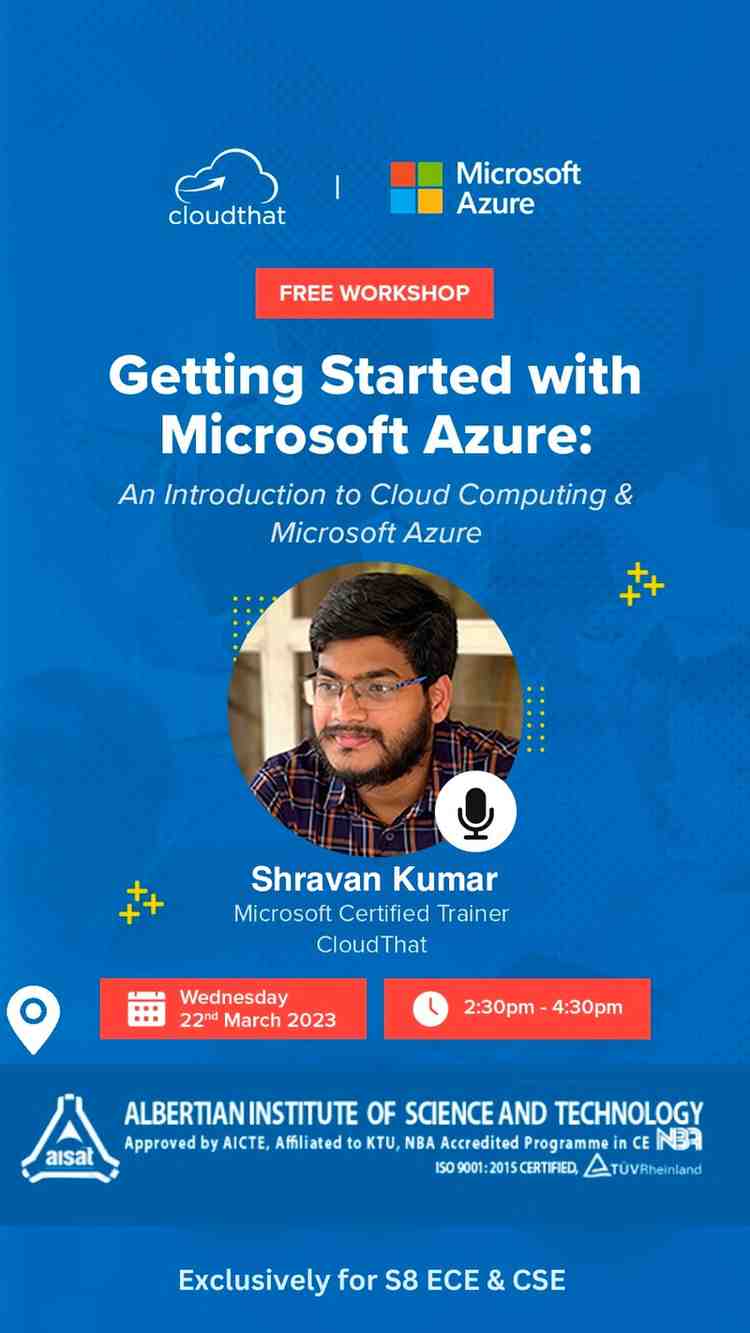 cloudthat
Microsoft
Azure
FREE WORKSHOP
Getting Started with
Microsoft Azure:
An Introduction to Cloud Computing &
Microsoft Azure
Shravan Kumar
Microsoft Certified Trainer
CloudThat
Wednesday
22nd March 2023
2:30pm - 4:30pm
aisat
ALBERTIAN INSTITUTE OF SCIENCE AND TECHNOLOGY
Approved by AICTE, Affiliated to KTU, NBA Accredited Programme in CE NBA
ISO 9001: 2015 CERTIFIED, TÜVRheinland
Exclusively for S8 ECE & CSE